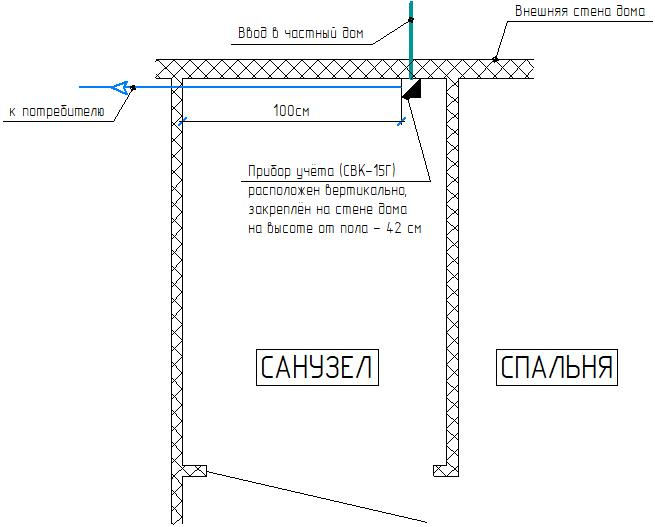 Внешняя стена дома
Ввод в частный дом
к потребителю
100см
Прибор учёта (СВК-15Г)
расположен вертикально,
закреплён на стене дома
на высоте от пола - 42 см
САНУЗЕЛ
СПАЛЬНЯ